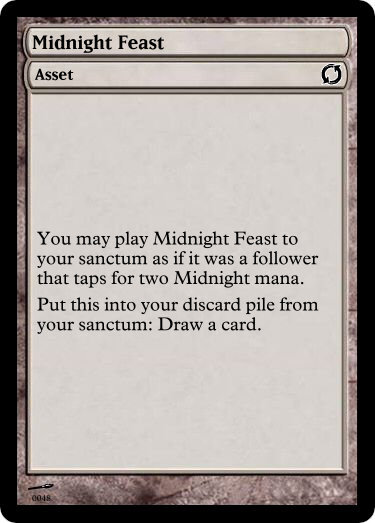 Midnight Feast
Asset
You may play Midnight Feast to
your sanctum as if it was a follower
that taps for two Midnight mana.
Put this into your discard pile from
your sanctum: Draw a card.
0048